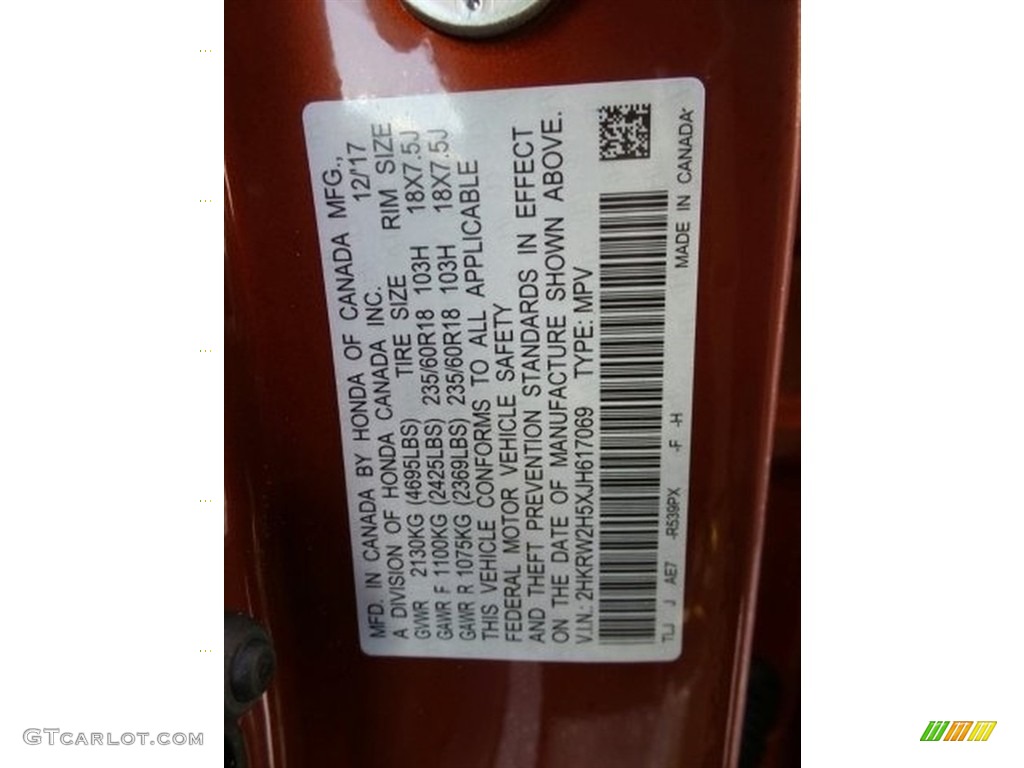 MFD. IN CANADA BY HONDA OF CANADA MFG.,
A DIVISION OF HONDA CANADA INC. 12/'17
TIRE SIZE RIM SIZE
GVWR 2130KG (4695LBS)
GAWR F 1100KG (2425LBS) 235/60R18 103H 18X7.5J
GAWR R 1075KG (2369LBS) 235/60R18 103H 18X7.5J
THIS VEHICLE CONFORMS TO ALL APPLICABLE
FEDERAL MOTOR VEHICLE SAFETY
AND THEFT PREVENTION STANDARDS IN EFFECT
ON THE DATE OF MANUFACTURE SHOWN ABOVE.
V.I.N.: 2HKRW2H5XJH617069 TYPE: MPV
TLJ J AE7 -R539PX -F -H MADE IN CANADA
GTCARLOT.COM